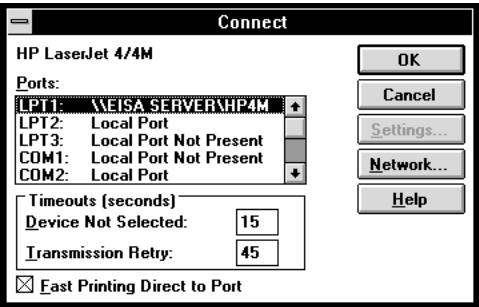 Connect
HP LaserJet 4/4M
Ports:
LPT1: \\EISA SERVER\HP4M
LPT2: Local Port
LPT3: Local Port Not Present
COM1: Local Port Not Present
COM2: Local Port
Timeouts (seconds)
Device Not Selected: 15
Transmission Retry: 45
Fast Printing Direct to Port
OK
Cancel
Settings...
Network...
Help